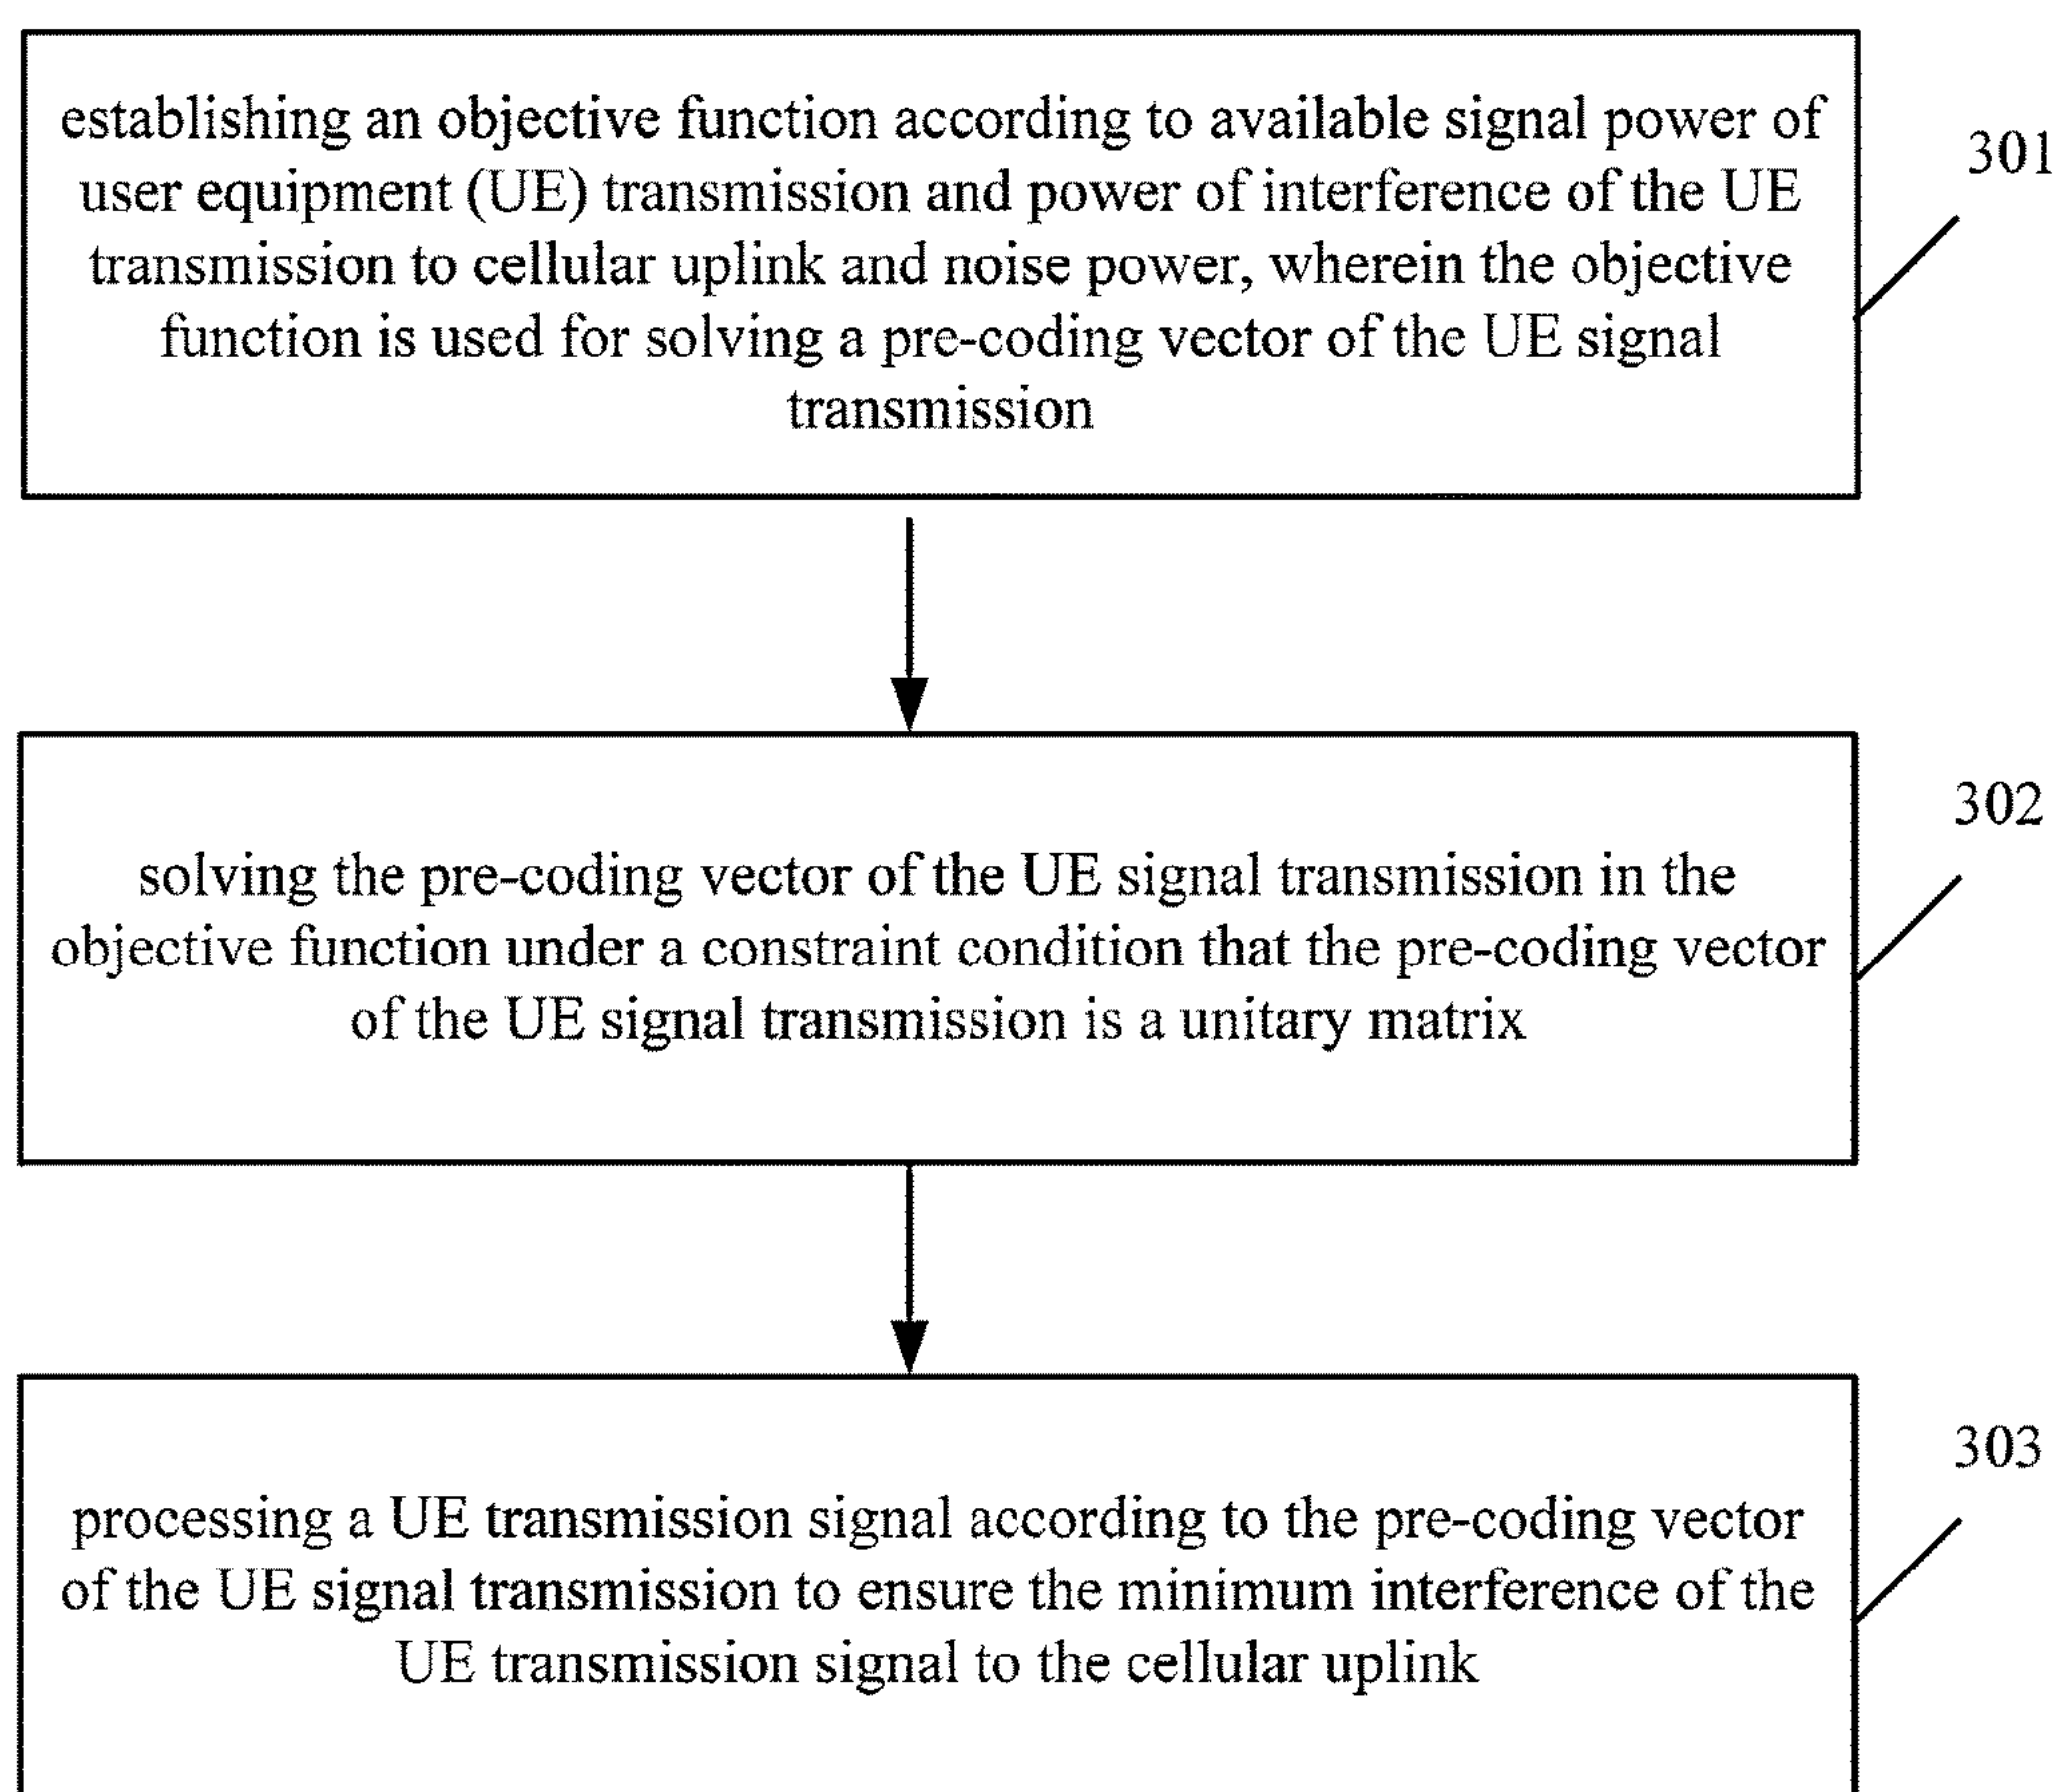 establishing an objective function according to available signal power of
user equipment (UE) transmission and power of interference of the UE
transmission to cellular uplink and noise power, wherein the objective
function is used for solving a pre-coding vector of the UE signal
transmission
301
solving the pre-coding vector of the UE signal transmission in the
objective function under a constraint condition that the pre-coding vector
of the UE signal transmission is a unitary matrix
302
processing a UE transmission signal according to the pre-coding vector
of the UE signal transmission to ensure the minimum interference of the
UE transmission signal to the cellular uplink
303